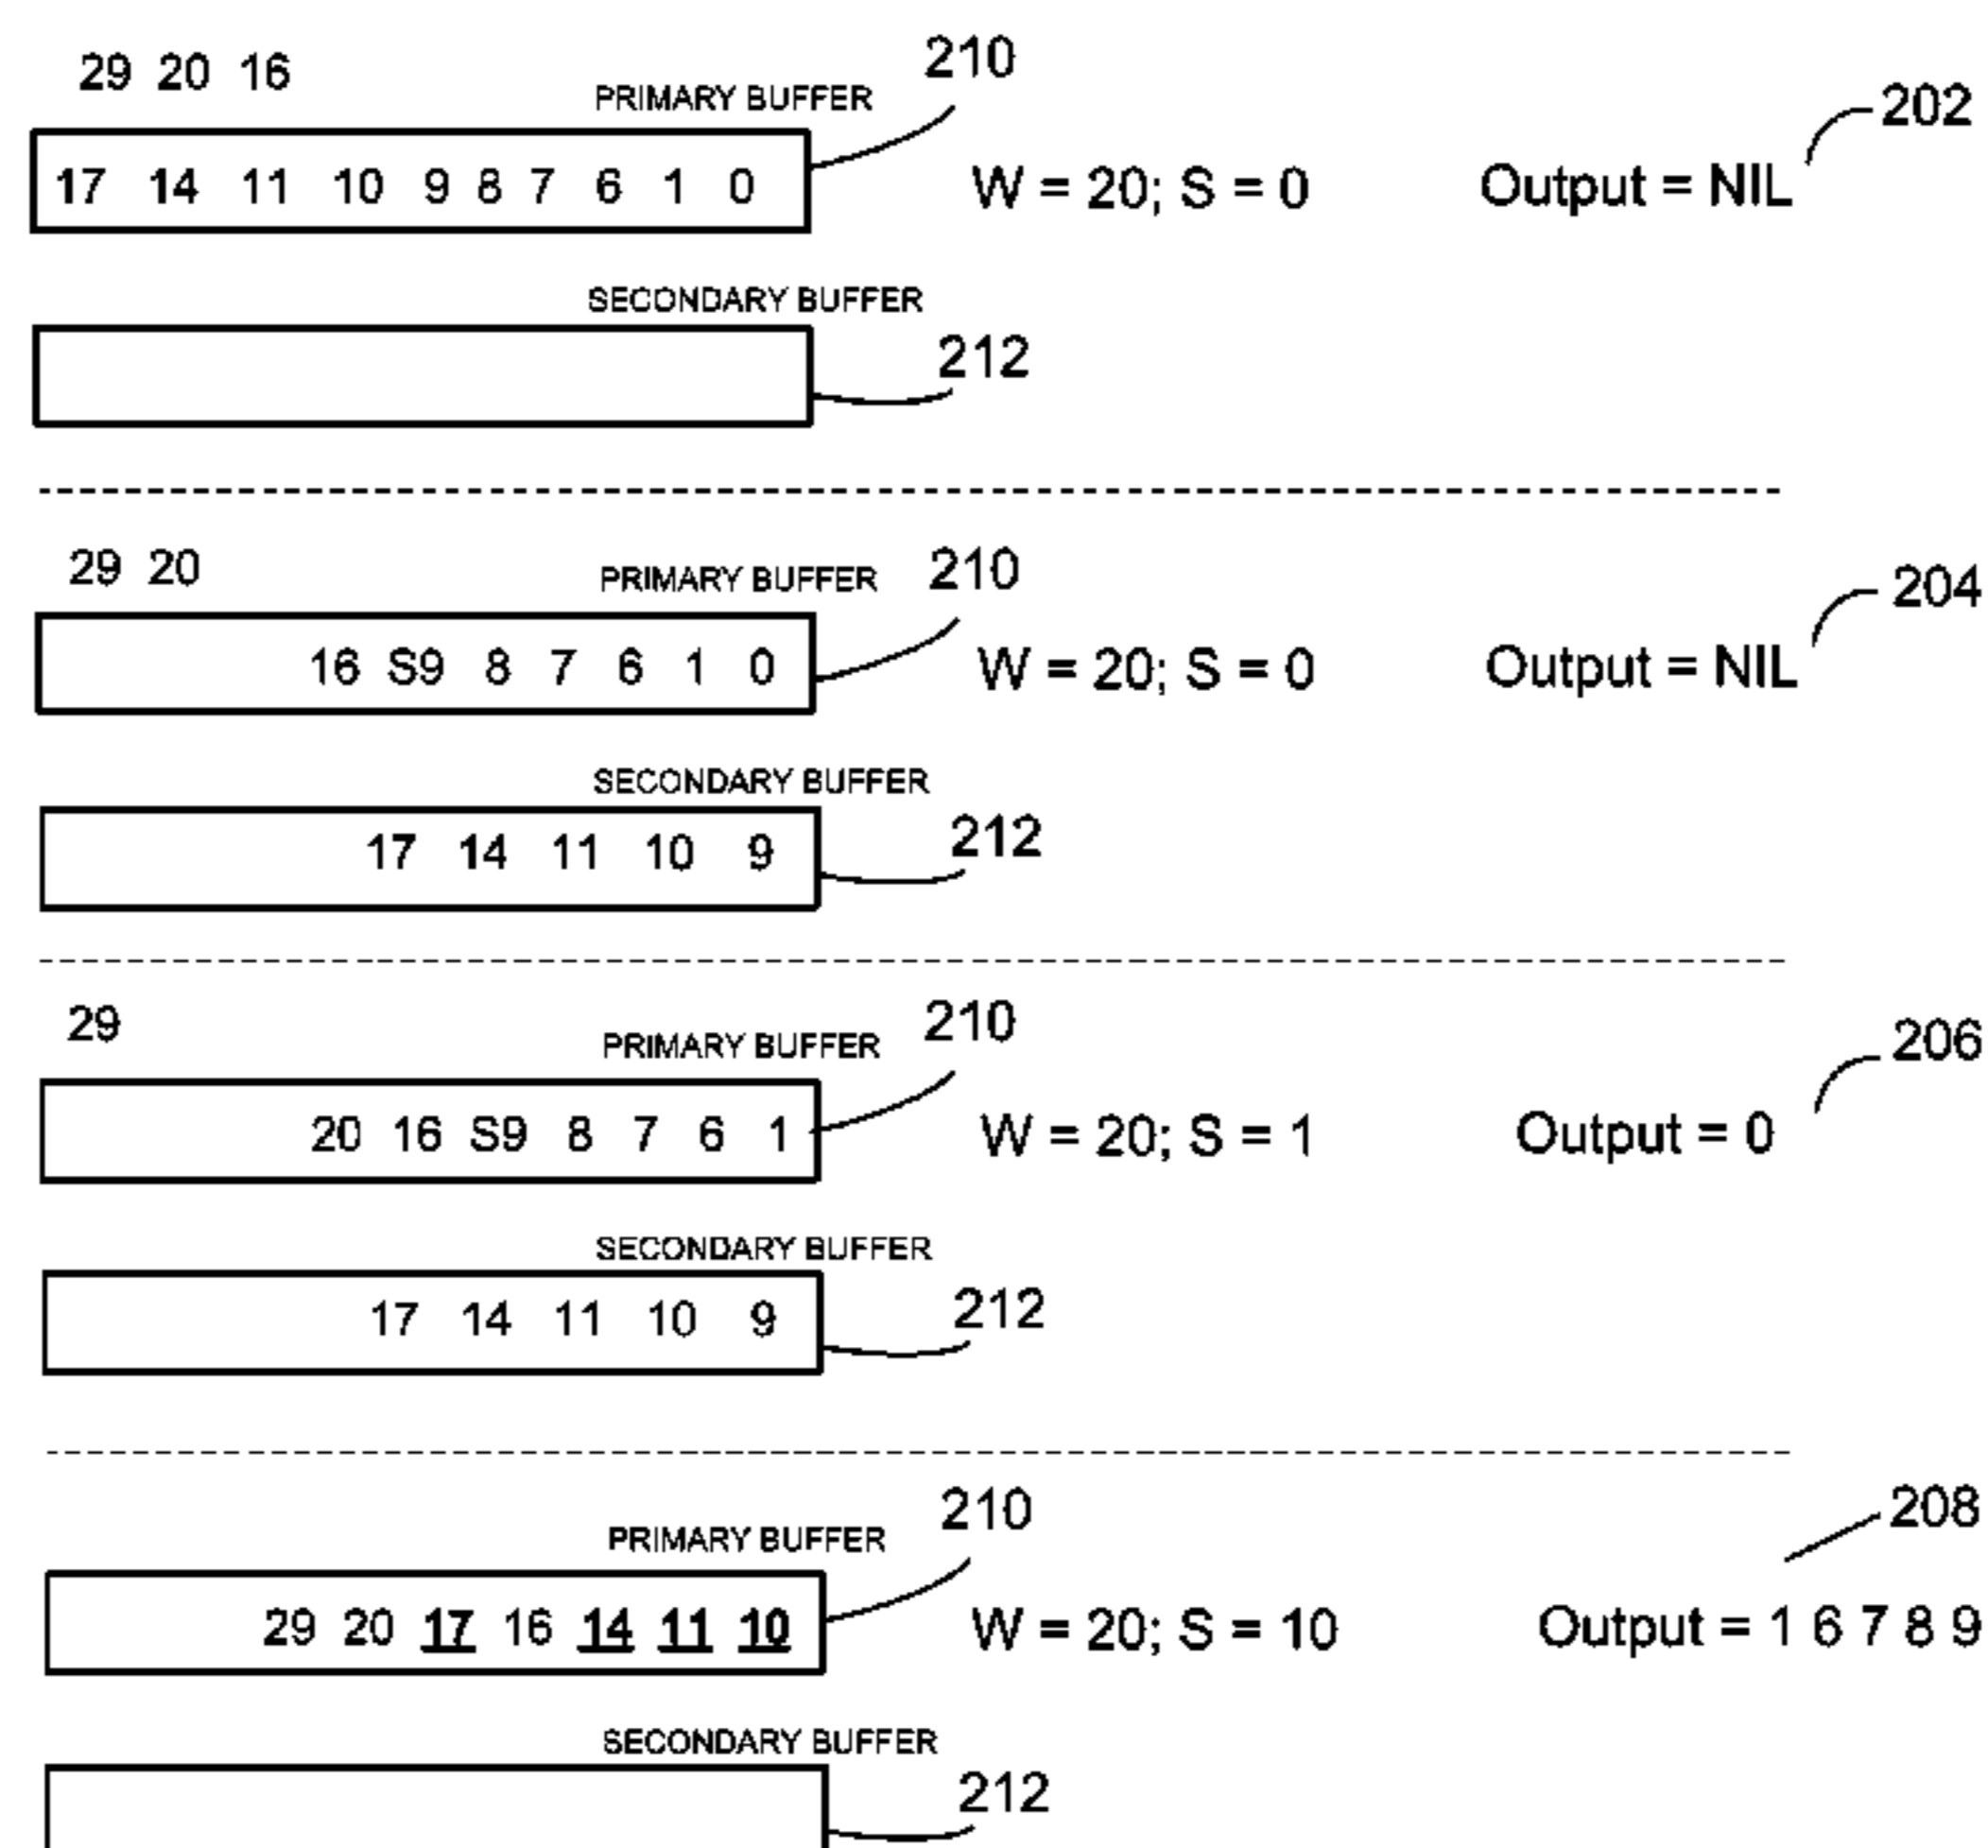 29 20 16
PRIMARY BUFFER
210
202
17 14 11 10 9 8 7 6 1 0
W = 20; S = 0
Output = NIL
SECONDARY BUFFER
212
29 20
PRIMARY BUFFER
210
204
16 S9 8 7 6 1 0
W = 20; S = 0
Output = NIL
SECONDARY BUFFER
212
17 14 11 10 9
29
PRIMARY BUFFER
210
206
20 16 S9 8 7 6 1
W = 20; S = 1
Output = 0
SECONDARY BUFFER
212
17 14 11 10 9
PRIMARY BUFFER
210
208
29 20 17 16 14 11 10
W = 20; S = 10
Output = 1 6 7 8 9
SECONDARY BUFFER
212